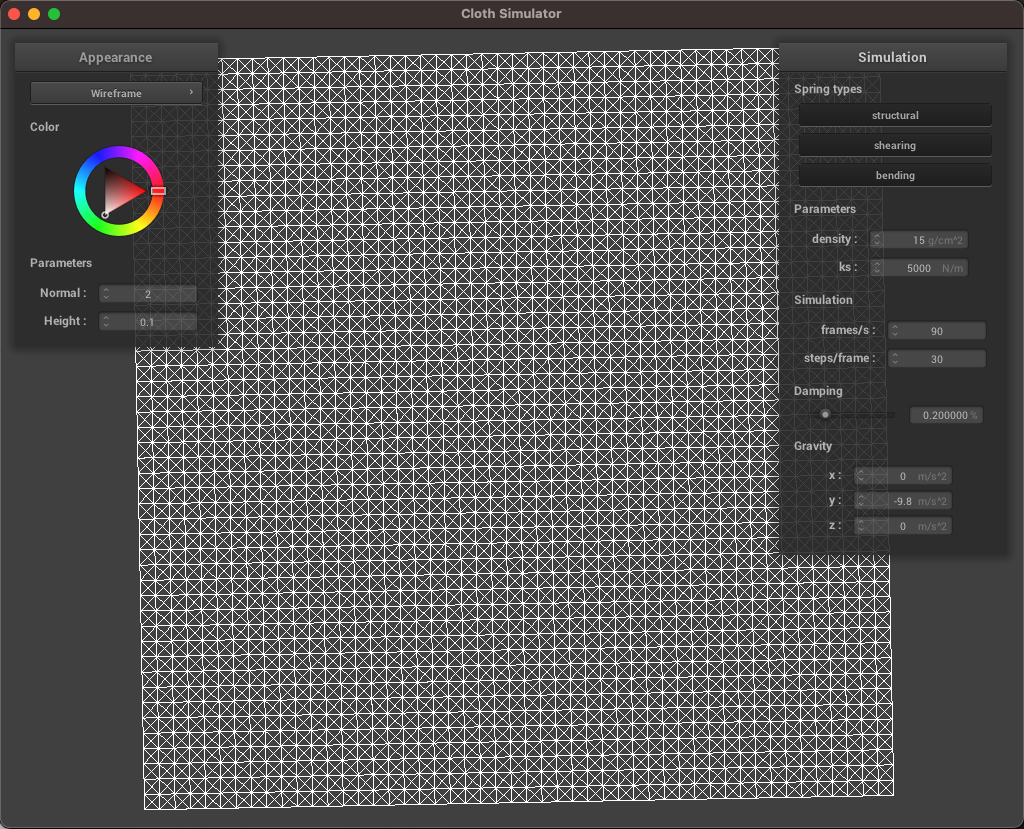 Cloth Simulator
Appearance
Wireframe ›
Color
Parameters
Normal : 2
Height : 0.1
Simulation
Spring types
structural
shearing
bending
Parameters
density : 15 g/cm^2
ks : 5000 N/m
Simulation
frames/s : 90
steps/frame : 30
Damping
0.200000 %
Gravity
x : 0 m/s^2
y : -9.8 m/s^2
z : 0 m/s^2